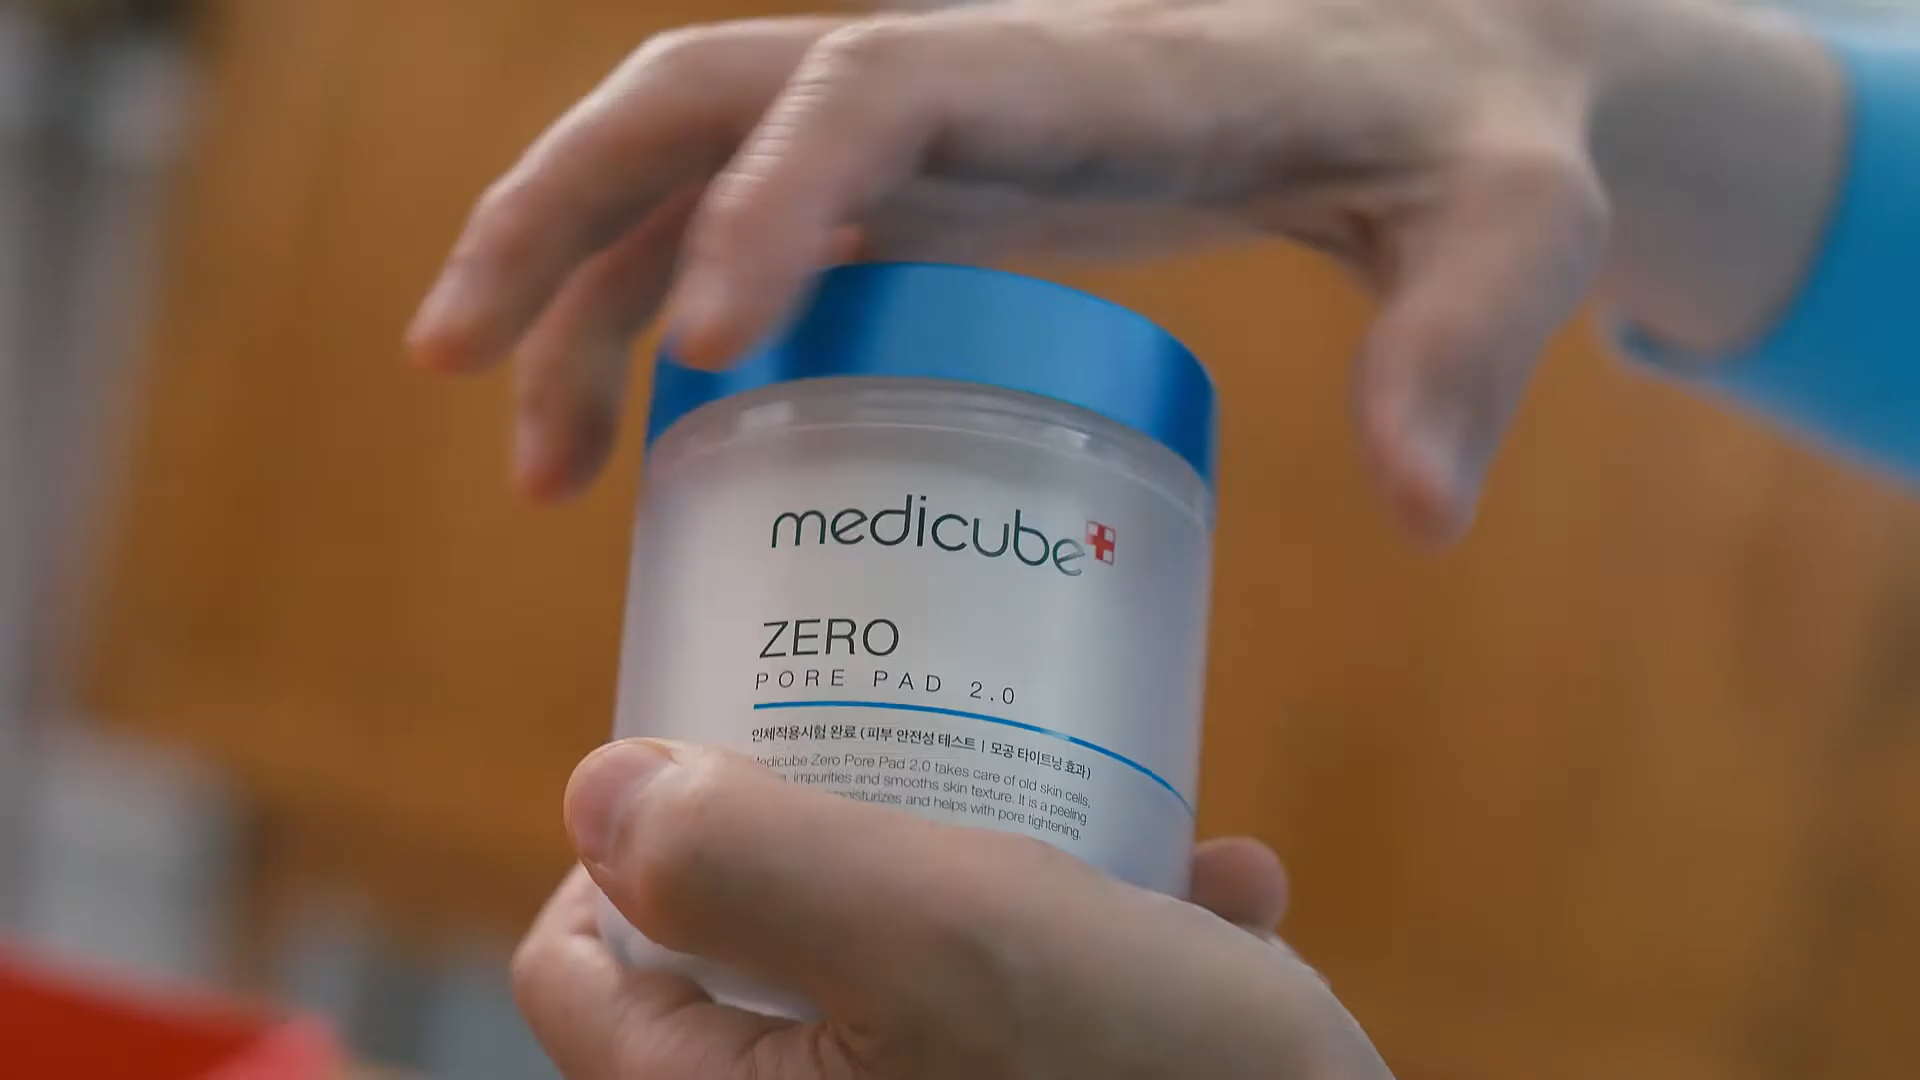 medicube
ZERO
PORE PAD 2.0
인체적용시험 완료 (피부 안전성 테스트 | 모공 타이트닝 효과)
Medicube Zero Pore Pad 2.0 takes care of old skin cells,
impurities and smooths skin texture. It is a peeling
moisturizes and helps with pore tightening.